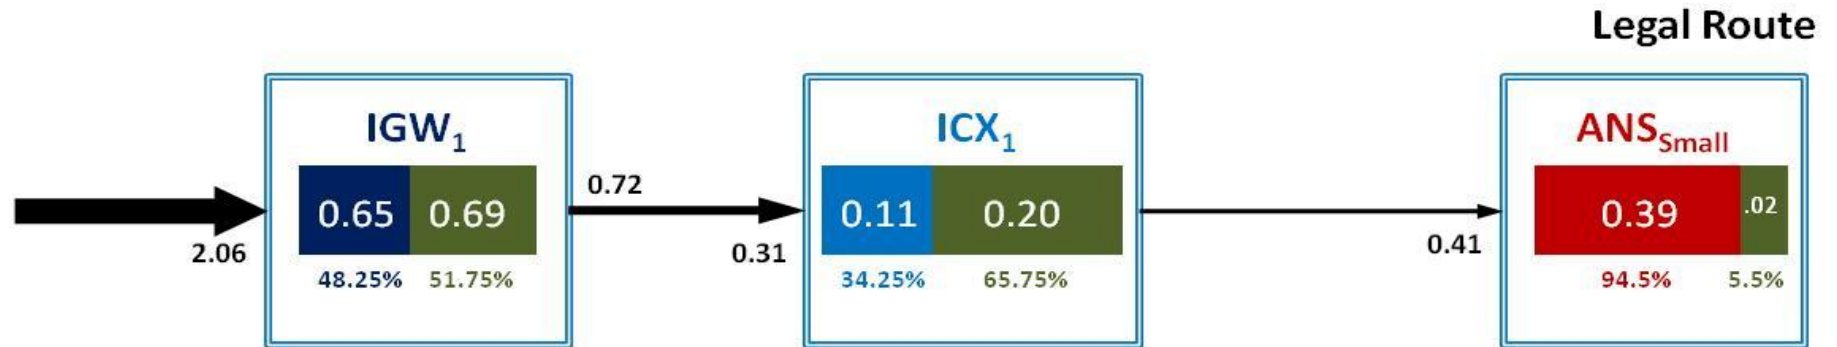 Legal Route
IGW1
0.65 0.69
48.25% 51.75%
2.06
0.72
0.31
ICX1
0.11 0.20
34.25% 65.75%
0.41
ANSSmall
0.39 .02
94.5% 5.5%